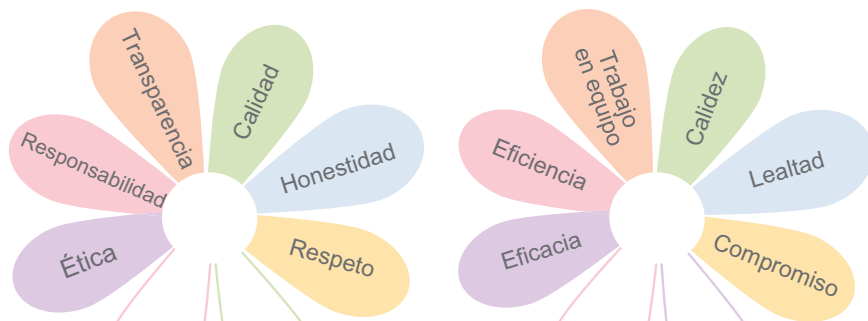 Ética
Responsabilidad
Transparencia
Calidad
Honestidad
Respeto
Eficacia
Eficiencia
Trabajo
en equipo
Calidez
Lealtad
Compromiso